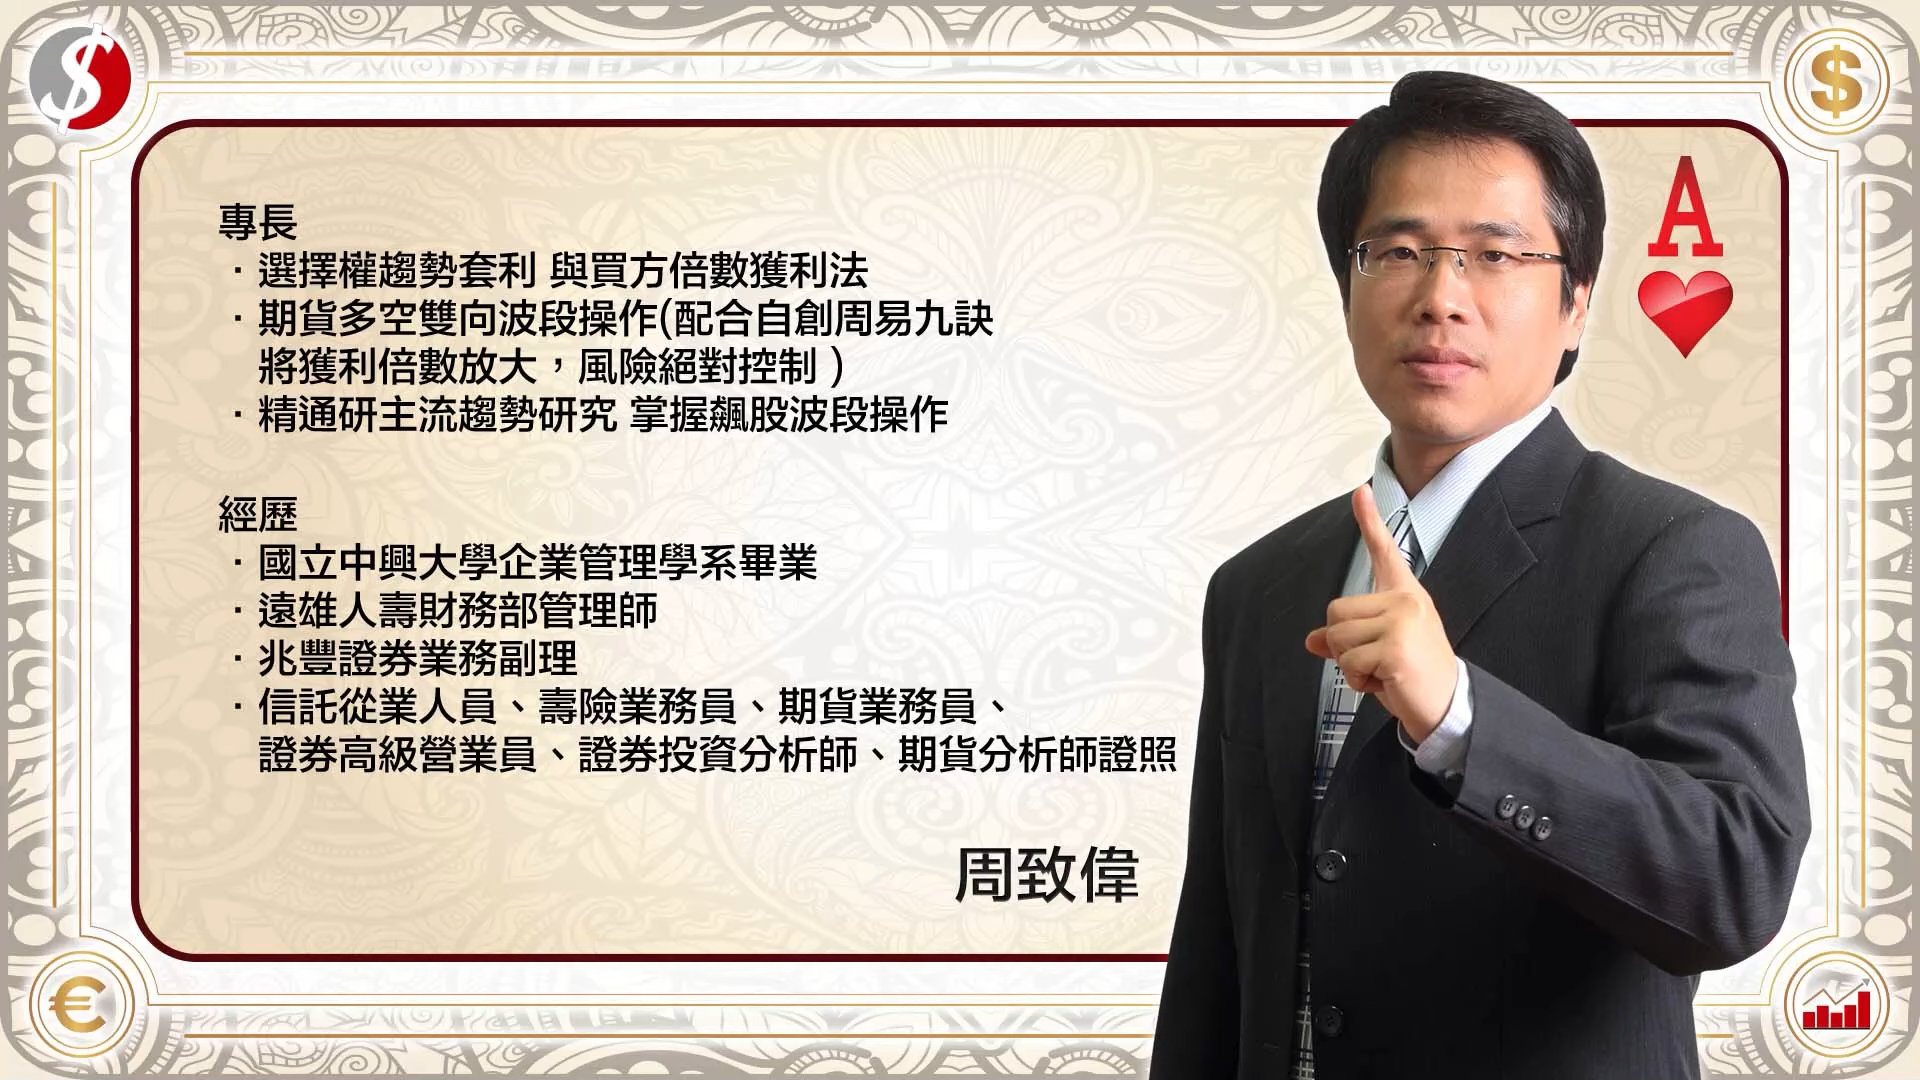 專長
·選擇權趨勢套利 與買方倍數獲利法
·期貨多空雙向波段操作(配合自創周易九訣
將獲利倍數放大，風險絕對控制)
·精通研主流趨勢研究 掌握飆股波段操作
經歷
·國立中興大學企業管理學系畢業
·遠雄人壽財務部管理師
·兆豐證券業務副理
·信託從業人員、壽險業務員、期貨業務員、
證券高級營業員、證券投資分析師、期貨分析師證照
周致偉
A
$
$
€